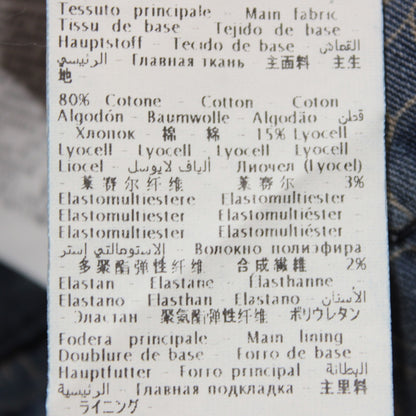 Tessuto principale - Main fabric
Tissu de base - Tejido de base -
Hauptstoff - Tecido de base - القماش
الرئيسي - Главная ткань - 主面料 - 主生
地
80% Cotone - Cotton - Coton
Algodón - Baumwolle - Algodão - قطن
- Хлопок - 棉 - 綿 - 15% Lyocell -
Lyocell - Lyocell - Lyocell - Lyocell
Liocel - ألياف لايوسل - Лиочел (Lyocel)
- 莱赛尔纤维 - 莱赛尔 - 3%
Elastomultiestere - Elastomultiester -
Elastomultiester - Elastomultiéster -
Elastomultiester - Elastomultiéster -
الاستومالتي إستر - Волокно полиэфира
- 多聚酯弹性纤维 - 合成繊維 - 2%
Elastan - Elastane - Élasthanne
Elastano - Elasthan - Elastano - الأستان
- Эластан - 聚氨酯弹性纤维 - ポリウレタン
Fodera principale - Main lining
Doublure de base - Forro de base -
Hauptfutter - Forro principal - البطانة
الرئيسية - Главная подкладка - 主里料
- ライニング